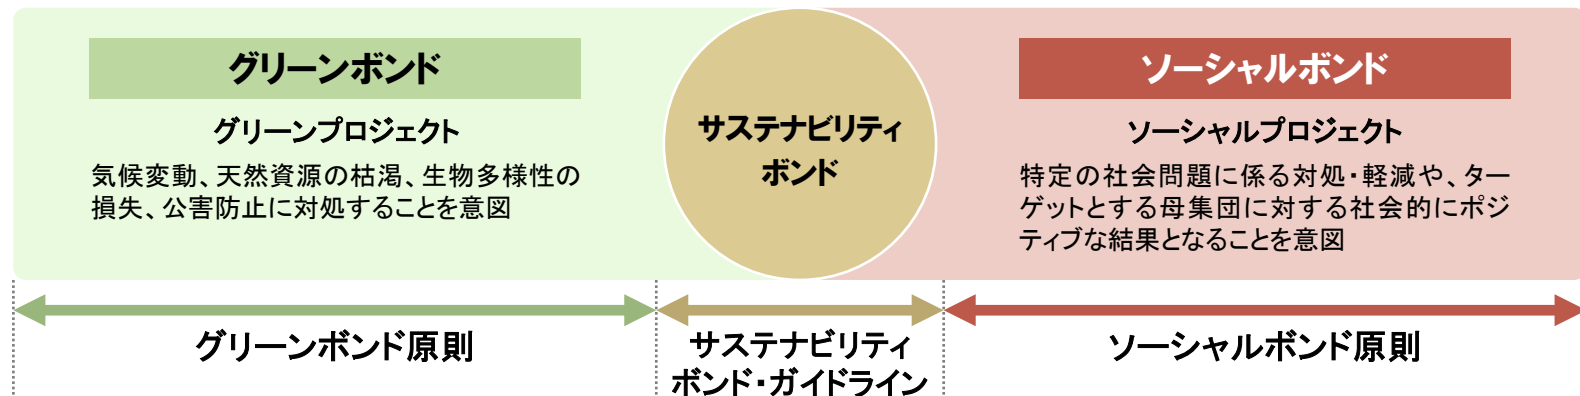 グリーンボンド
グリーンプロジェクト
気候変動、天然資源の枯渇、生物多様性の
損失、公害防止に対処することを意図
サステナビリティ
ボンド
ソーシャルボンド
ソーシャルプロジェクト
特定の社会問題に係る対処・軽減や、ター
ゲットとする母集団に対する社会的にポジ
ティブな結果となることを意図
グリーンボンド原則
サステナビリティ
ボンド・ガイドライン
ソーシャルボンド原則